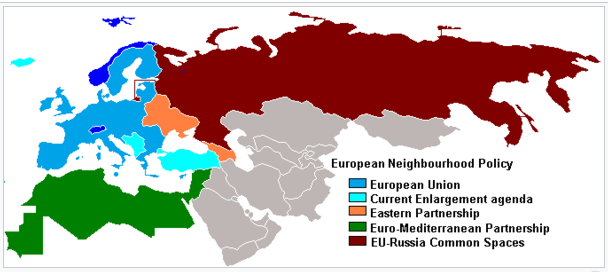 European Neighbourhood Policy
European Union
Current Enlargement agenda
Eastern Partnership
Euro-Mediterranean Partnership
EU-Russia Common Spaces